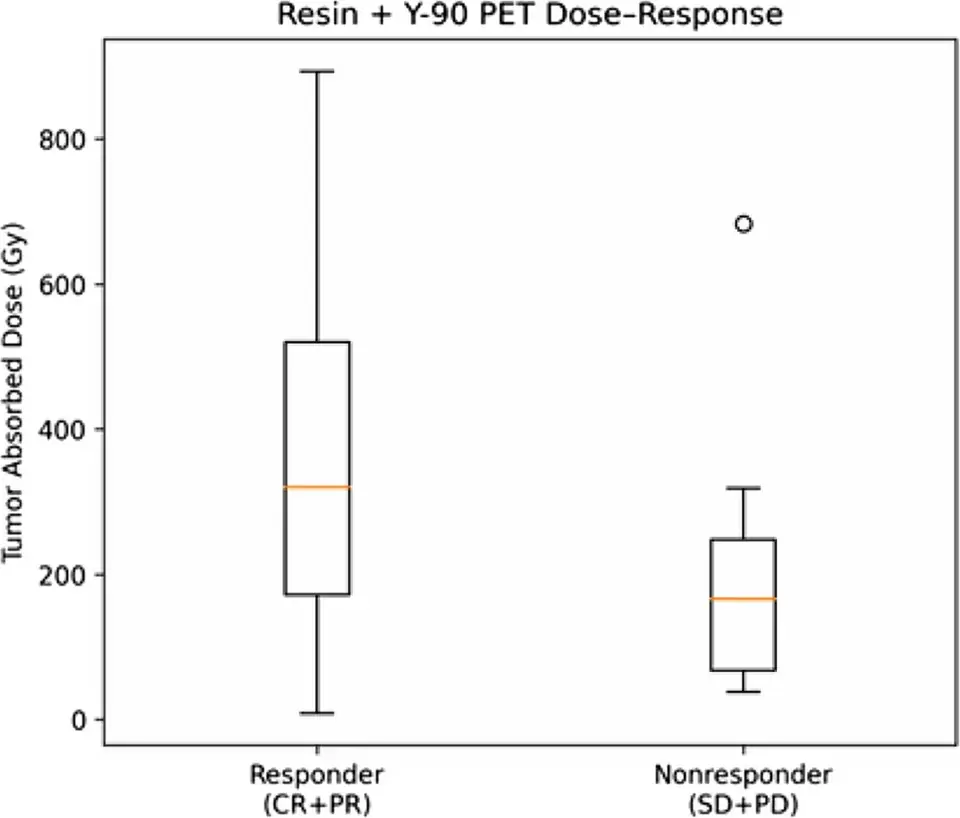 Resin + Y-90 PET Dose–Response
Tumor Absorbed Dose (Gy)
800
600
400
200
0
Responder
(CR+PR)
Nonresponder
(SD+PD)